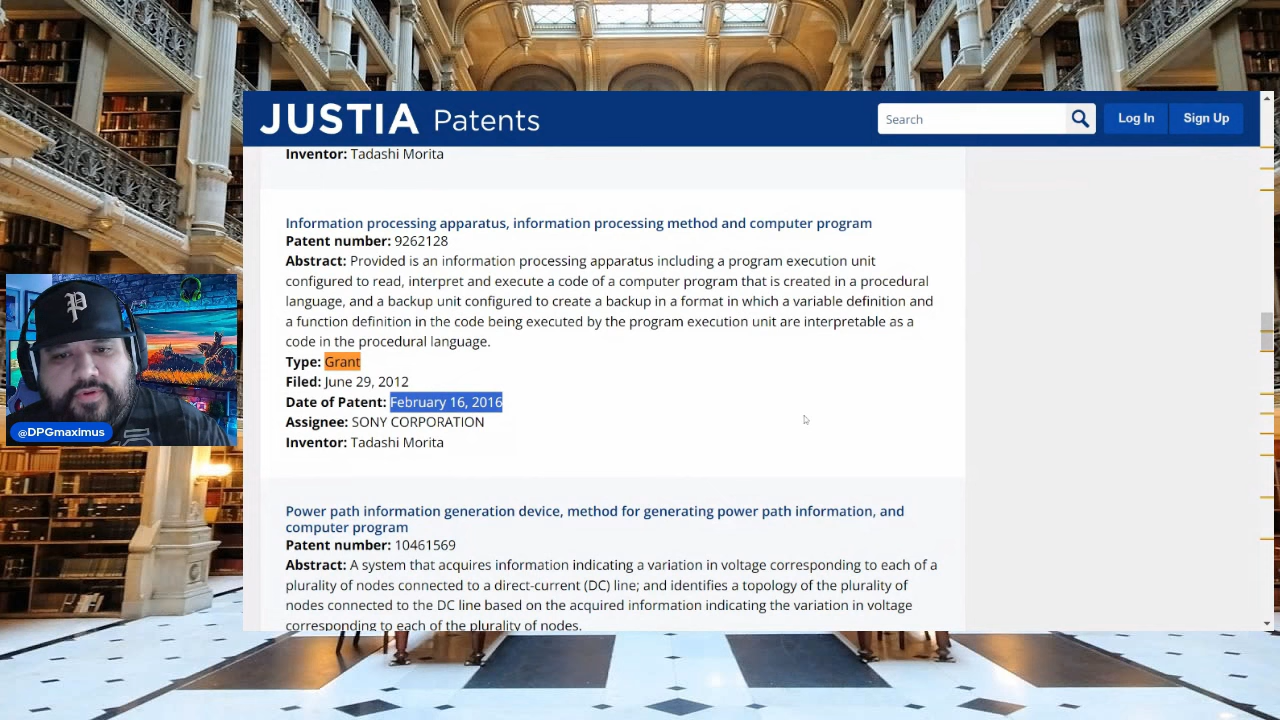 JUSTIA Patents
Search
Log In
Sign Up
Inventor: Tadashi Morita
Information processing apparatus, information processing method and computer program
Patent number: 9262128
Abstract: Provided is an information processing apparatus including a program execution unit
configured to read, interpret and execute a code of a computer program that is created in a procedural
language, and a backup unit configured to create a backup in a format in which a variable definition and
a function definition in the code being executed by the program execution unit are interpretable as a
code in the procedural language.
Type: Grant
Filed: June 29, 2012
Date of Patent: February 16, 2016
Assignee: SONY CORPORATION
Inventor: Tadashi Morita
Power path information generation device, method for generating power path information, and
computer program
Patent number: 10461569
Abstract: A system that acquires information indicating a variation in voltage corresponding to each of a
plurality of nodes connected to a direct-current (DC) line; and identifies a topology of the plurality of
nodes connected to the DC line based on the acquired information indicating the variation in voltage
corresponding to each of the plurality of nodes.
P
@DPGmaximus